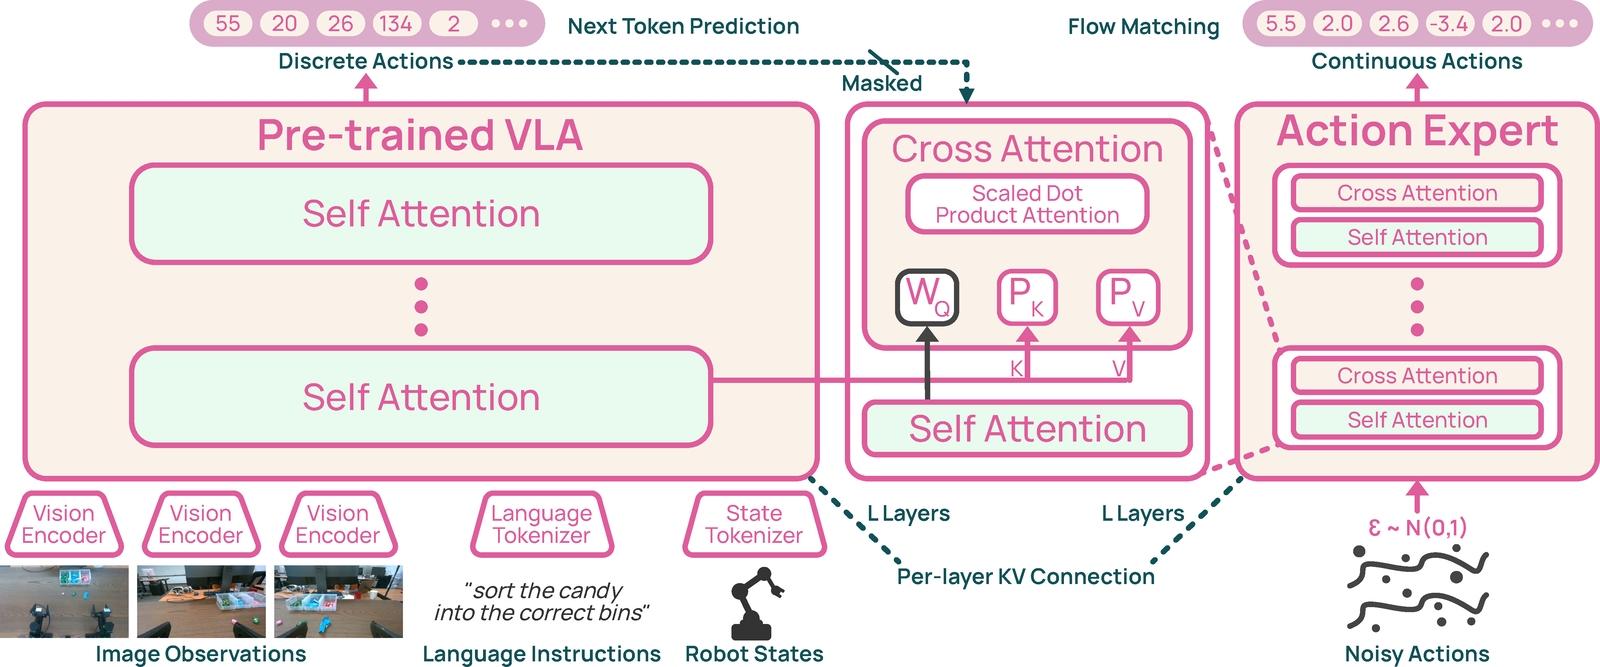 55 20 26 134 2
Next Token Prediction
Flow Matching
5.5 2.0 2.6 -3.4 2.0
Discrete Actions
Masked
Continuous Actions
Pre-trained VLA
Self Attention
Self Attention
Cross Attention
Scaled Dot
Product Attention
WQ
PK
PV
K
V
Self Attention
Action Expert
Cross Attention
Self Attention
Cross Attention
Self Attention
Vision
Encoder
Vision
Encoder
Vision
Encoder
Language
Tokenizer
State
Tokenizer
L Layers
L Layers
Per-layer KV Connection
ε ~ N(0,1)
"sort the candy
into the correct bins"
Image Observations
Language Instructions
Robot States
Noisy Actions